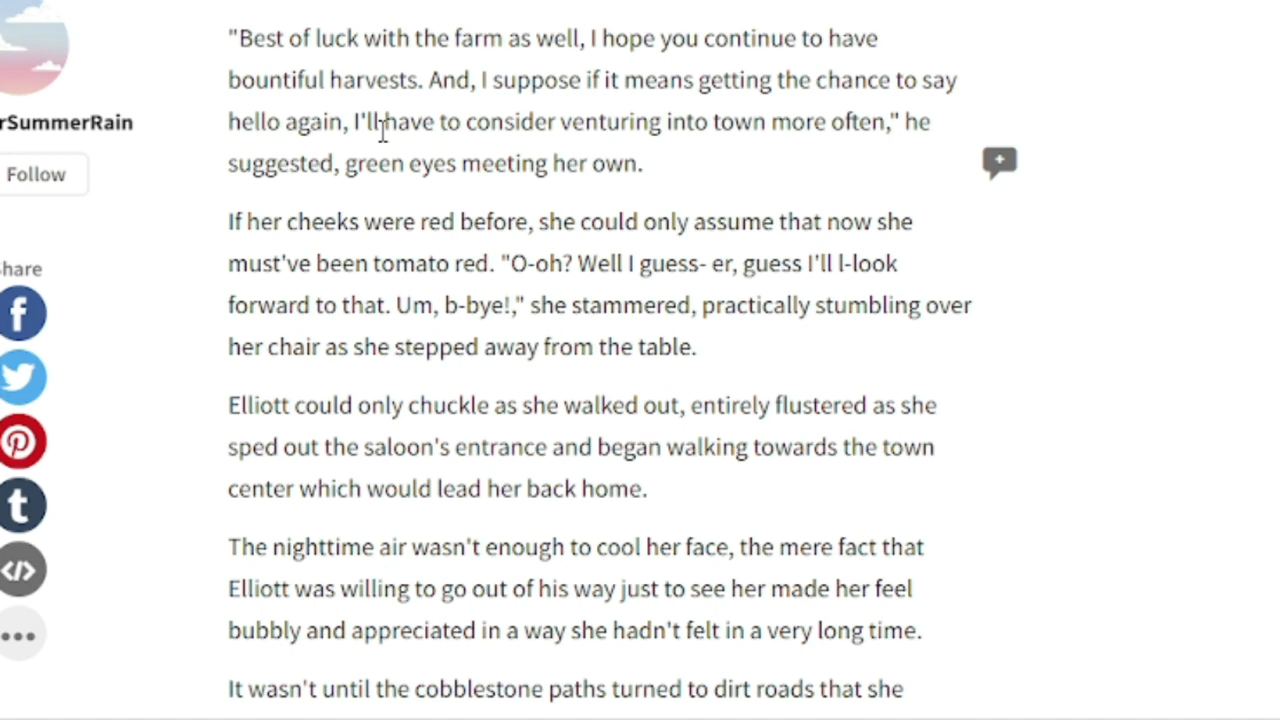 "Best of luck with the farm as well, I hope you continue to have
bountiful harvests. And, I suppose if it means getting the chance to say
hello again, I'll have to consider venturing into town more often," he
suggested, green eyes meeting her own.
rSummerRain
Follow
If her cheeks were red before, she could only assume that now she
must've been tomato red. "O-oh? Well I guess- er, guess I'll l-look
forward to that. Um, b-bye!," she stammered, practically stumbling over
her chair as she stepped away from the table.
Share
Elliott could only chuckle as she walked out, entirely flustered as she
sped out the saloon's entrance and began walking towards the town
center which would lead her back home.
The nighttime air wasn't enough to cool her face, the mere fact that
Elliott was willing to go out of his way just to see her made her feel
bubbly and appreciated in a way she hadn't felt in a very long time.
It wasn't until the cobblestone paths turned to dirt roads that she